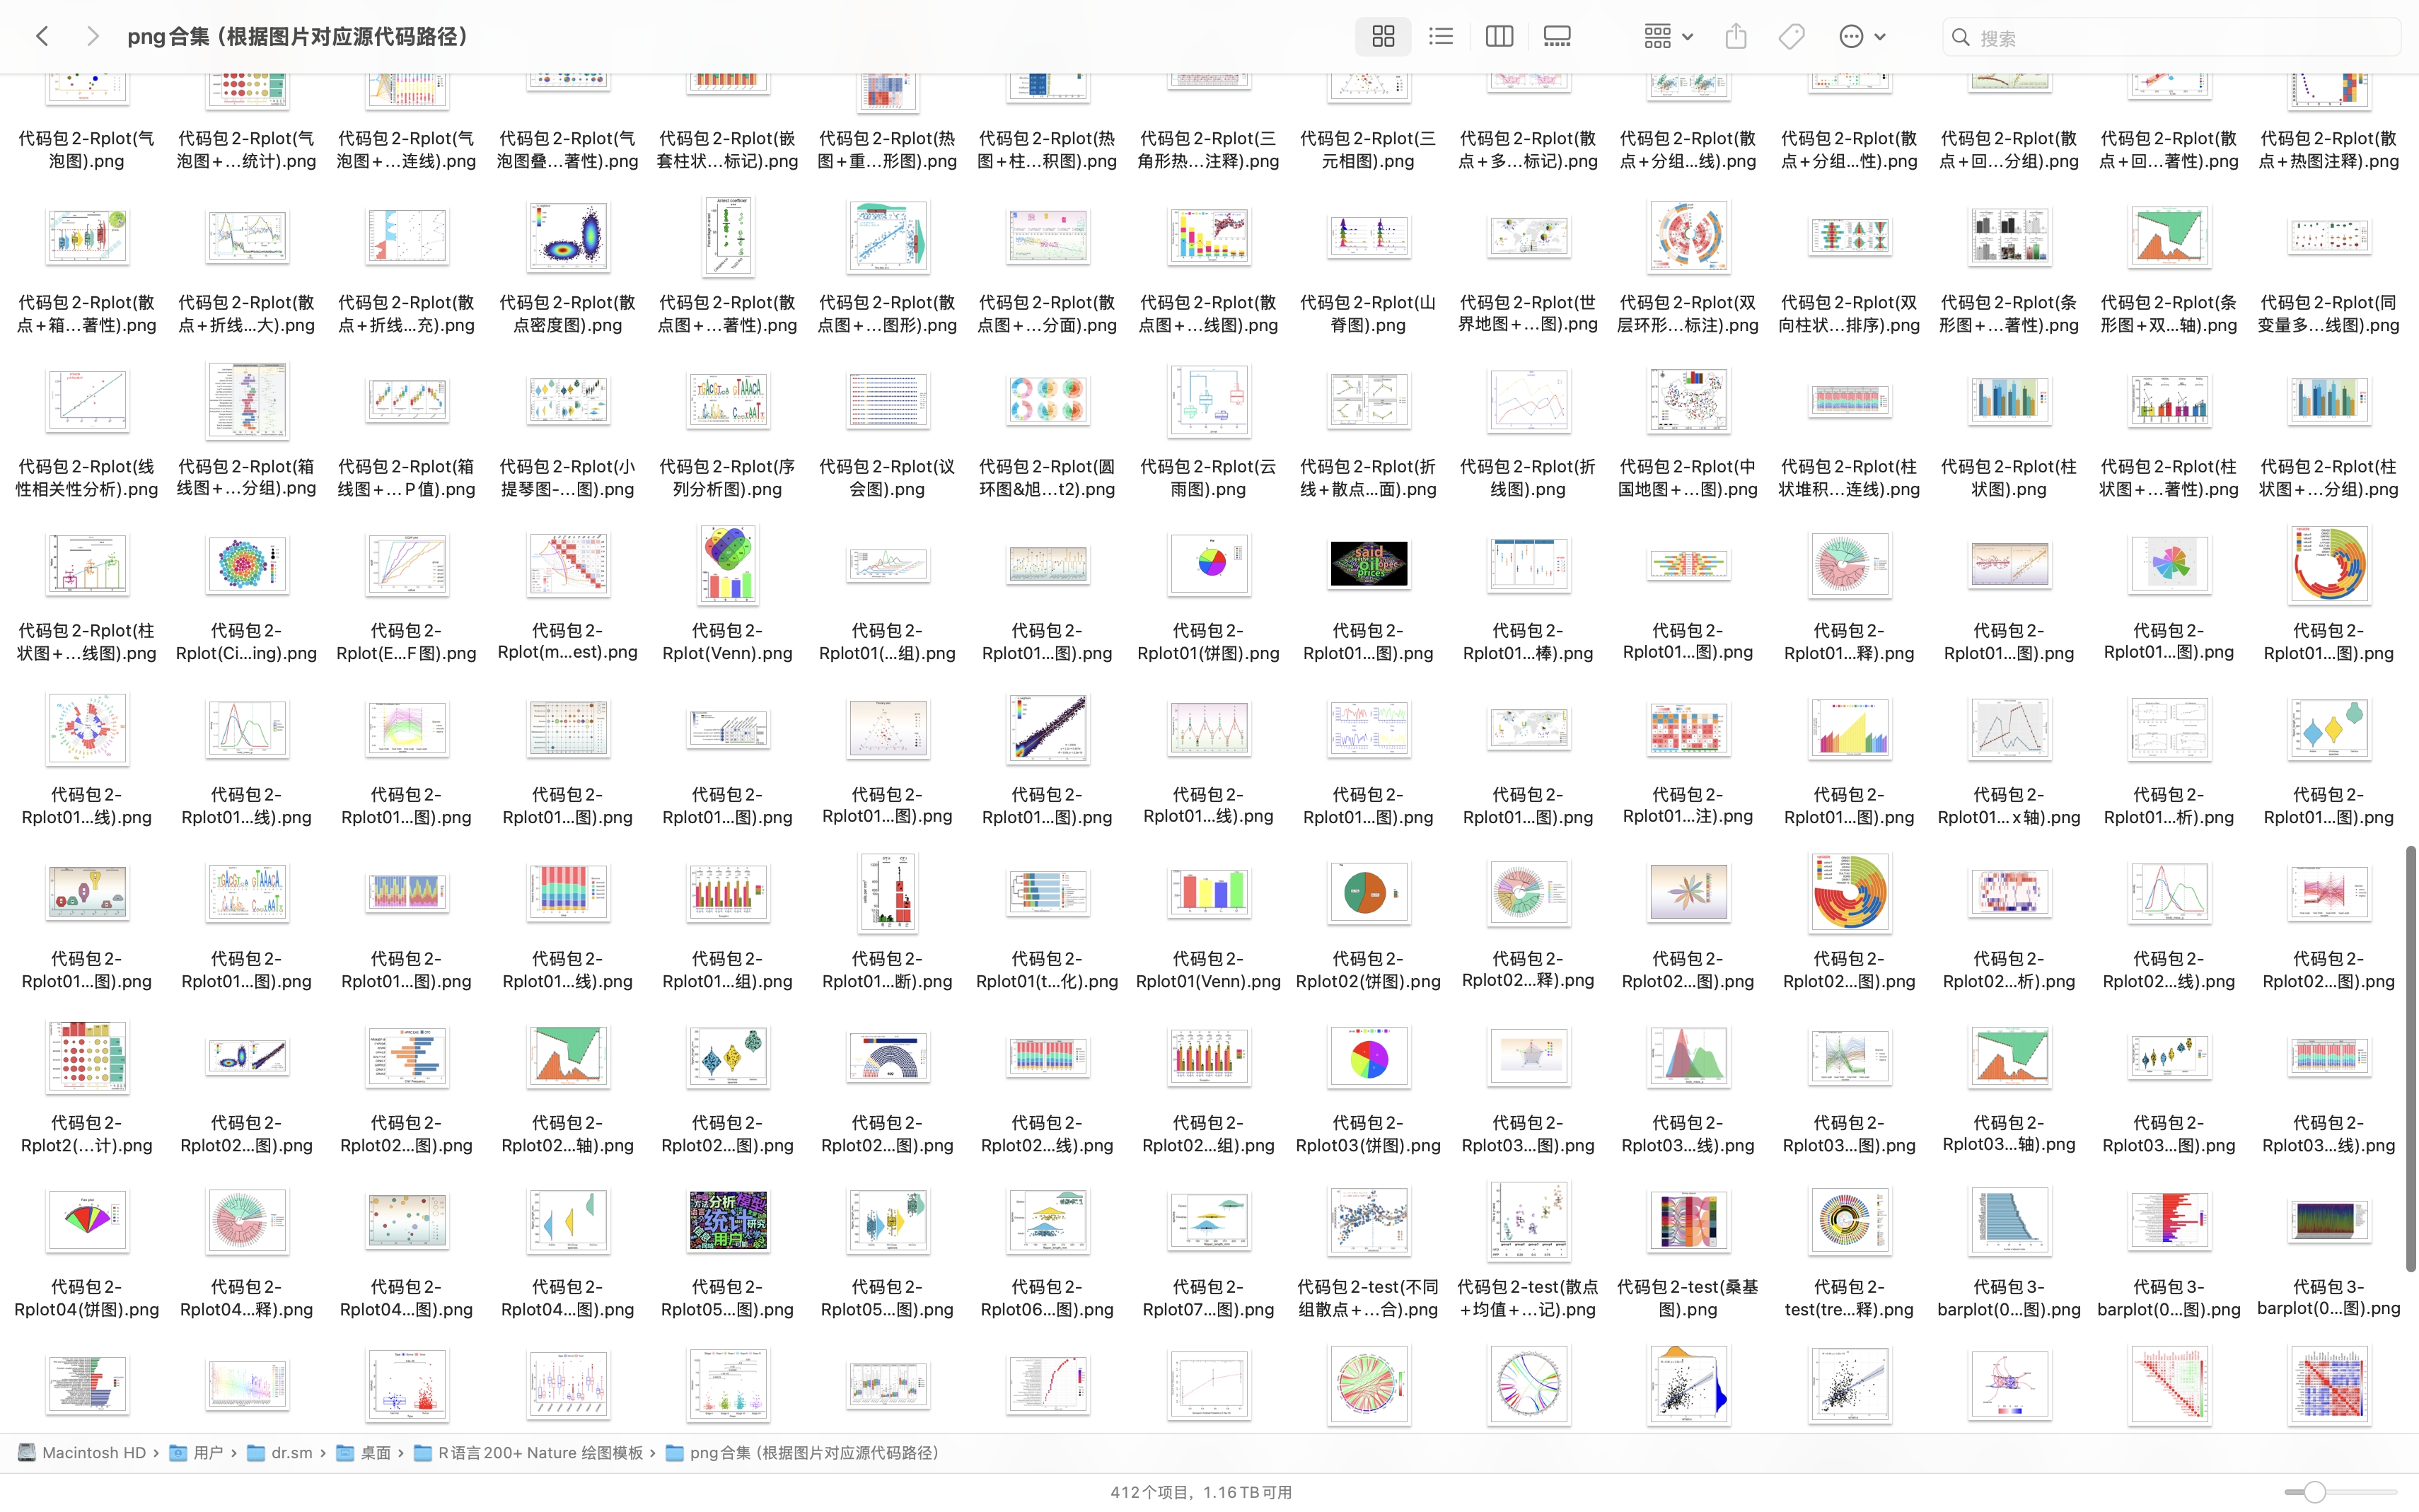 png合集（根据图片对应源代码路径）
搜索
代码包2-Rplot(气泡图).png
代码包2-Rplot(气泡图+...统计).png
代码包2-Rplot(气泡图+...连线).png
代码包2-Rplot(气泡图叠...著性).png
代码包2-Rplot(嵌套柱状...标记).png
代码包2-Rplot(热图+重...形图).png
代码包2-Rplot(热图+柱...积图).png
代码包2-Rplot(三角形热...注释).png
代码包2-Rplot(三元相图).png
代码包2-Rplot(散点+多...标记).png
代码包2-Rplot(散点+分组...线).png
代码包2-Rplot(散点+分组...性).png
代码包2-Rplot(散点+回...分组).png
代码包2-Rplot(散点+回...著性).png
代码包2-Rplot(散点+热图注释).png
代码包2-Rplot(散点+箱...著性).png
代码包2-Rplot(散点+折线...大).png
代码包2-Rplot(散点+折线...充).png
代码包2-Rplot(散点密度图).png
代码包2-Rplot(散点图+...著性).png
代码包2-Rplot(散点图+...图形).png
代码包2-Rplot(散点图+...分面).png
代码包2-Rplot(散点图+...线图).png
代码包2-Rplot(山脊图).png
代码包2-Rplot(世界地图+...图).png
代码包2-Rplot(双层环形...标注).png
代码包2-Rplot(双向柱状...排序).png
代码包2-Rplot(条形图+...著性).png
代码包2-Rplot(条形图+双...轴).png
代码包2-Rplot(同变量多...线图).png
代码包2-Rplot(线性相关性分析).png
代码包2-Rplot(箱线图+...分组).png
代码包2-Rplot(箱线图+...P值).png
代码包2-Rplot(小提琴图-...图).png
代码包2-Rplot(序列分析图).png
代码包2-Rplot(议会图).png
代码包2-Rplot(圆环图&旭...t2).png
代码包2-Rplot(云雨图).png
代码包2-Rplot(折线+散点...面).png
代码包2-Rplot(折线图).png
代码包2-Rplot(中国地图+...图).png
代码包2-Rplot(柱状堆积...连线).png
代码包2-Rplot(柱状图).png
代码包2-Rplot(柱状图+...著性).png
代码包2-Rplot(柱状图+...分组).png
代码包2-Rplot(柱状图+...线图).png
代码包2-Rplot(Ci...ing).png
代码包2-Rplot(E...F图).png
代码包2-Rplot(m...est).png
代码包2-Rplot(Venn).png
代码包2-Rplot01(...组).png
代码包2-Rplot01...图).png
代码包2-Rplot01(饼图).png
代码包2-Rplot01...图).png
代码包2-Rplot01...棒).png
代码包2-Rplot01...图).png
代码包2-Rplot01...释).png
代码包2-Rplot01...图).png
代码包2-Rplot01...图).png
代码包2-Rplot01...图).png
代码包2-Rplot01...线).png
代码包2-Rplot01...线).png
代码包2-Rplot01...图).png
代码包2-Rplot01...图).png
代码包2-Rplot01...图).png
代码包2-Rplot01...图).png
代码包2-Rplot01...图).png
代码包2-Rplot01...线).png
代码包2-Rplot01...图).png
代码包2-Rplot01...图).png
代码包2-Rplot01...注).png
代码包2-Rplot01...图).png
代码包2-Rplot01...x轴).png
代码包2-Rplot01...析).png
代码包2-Rplot01...图).png
代码包2-Rplot01...图).png
代码包2-Rplot01...图).png
代码包2-Rplot01...图).png
代码包2-Rplot01...线).png
代码包2-Rplot01...组).png
代码包2-Rplot01...断).png
代码包2-Rplot01(t...化).png
代码包2-Rplot01(Venn).png
代码包2-Rplot02(饼图).png
代码包2-Rplot02...释).png
代码包2-Rplot02...图).png
代码包2-Rplot02...图).png
代码包2-Rplot02...析).png
代码包2-Rplot02...线).png
代码包2-Rplot02...图).png
代码包2-Rplot2(...计).png
代码包2-Rplot02...图).png
代码包2-Rplot02...图).png
代码包2-Rplot02...轴).png
代码包2-Rplot02...图).png
代码包2-Rplot02...图).png
代码包2-Rplot02...线).png
代码包2-Rplot02...组).png
代码包2-Rplot03(饼图).png
代码包2-Rplot03...图).png
代码包2-Rplot03...线).png
代码包2-Rplot03...图).png
代码包2-Rplot03...轴).png
代码包2-Rplot03...图).png
代码包2-Rplot03...线).png
代码包2-Rplot04(饼图).png
代码包2-Rplot04...释).png
代码包2-Rplot04...图).png
代码包2-Rplot04...图).png
代码包2-Rplot05...图).png
代码包2-Rplot05...图).png
代码包2-Rplot06...图).png
代码包2-Rplot07...图).png
代码包2-test(不同组散点+...合).png
代码包2-test(散点+均值+...记).png
代码包2-test(桑基图).png
代码包2-test(tre...释).png
代码包3-barplot(0...图).png
代码包3-barplot(0...图).png
代码包3-barplot(0...图).png
Macintosh HD › 用户 › dr.sm › 桌面 › R语言200+ Nature 绘图模板 › png合集（根据图片对应源代码路径）
412个项目，1.16 TB可用